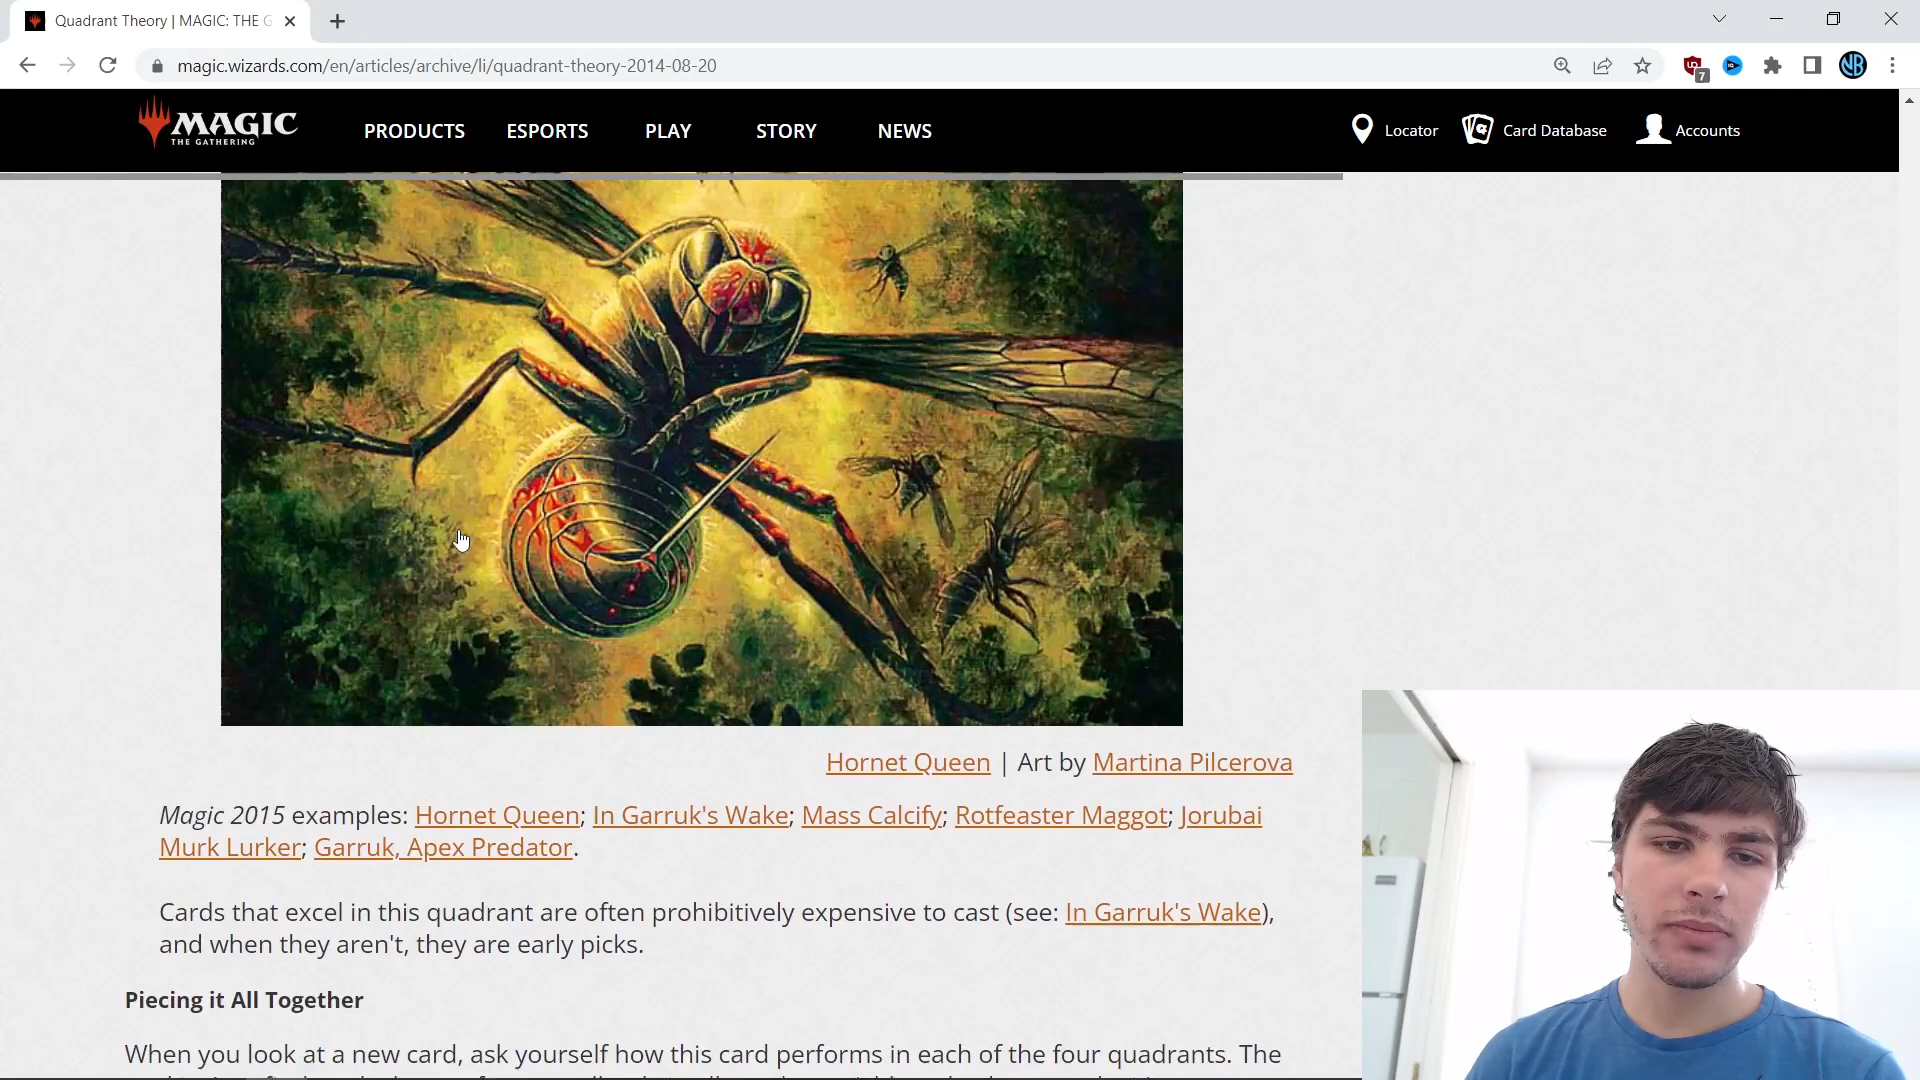 Quadrant Theory | MAGIC: THE G
magic.wizards.com/en/articles/archive/li/quadrant-theory-2014-08-20
7
NB
MAGIC
THE GATHERING
PRODUCTS ESPORTS PLAY STORY NEWS
Locator Card Database Accounts
Hornet Queen | Art by Martina Pilcerova
Magic 2015 examples: Hornet Queen; In Garruk's Wake; Mass Calcify; Rotfeaster Maggot; Jorubai
Murk Lurker; Garruk, Apex Predator.
Cards that excel in this quadrant are often prohibitively expensive to cast (see: In Garruk's Wake),
and when they aren't, they are early picks.
Piecing it All Together
When you look at a new card, ask yourself how this card performs in each of the four quadrants. The